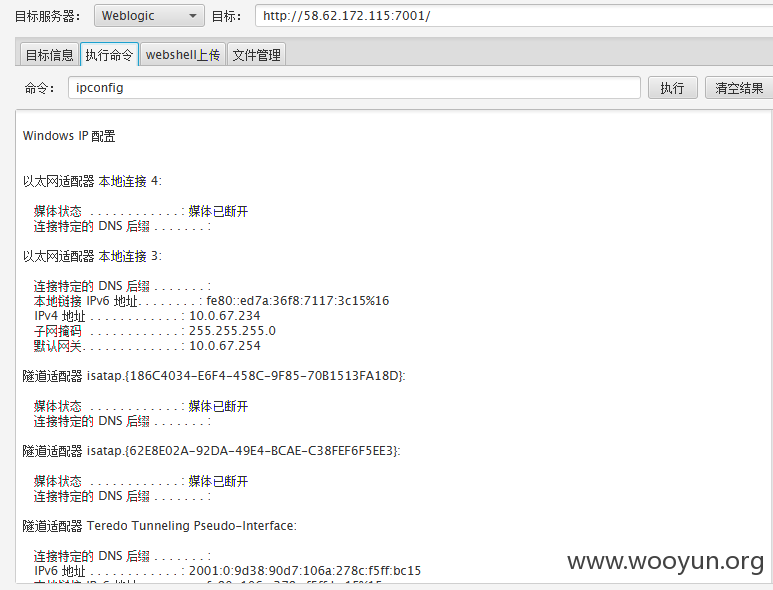 目标服务器： Weblogic 目标： http://58.62.172.115:7001/
目标信息 执行命令 webshell上传 文件管理
命令： ipconfig 执行 清空结果
Windows IP 配置
以太网适配器 本地连接 4:
媒体状态 . . . . . . . . . . . . : 媒体已断开
连接特定的 DNS 后缀 . . . . . . . :
以太网适配器 本地连接 3:
连接特定的 DNS 后缀 . . . . . . . :
本地链接 IPv6 地址. . . . . . . . : fe80::ed7a:36f8:7117:3c15%16
IPv4 地址 . . . . . . . . . . . . : 10.0.67.234
子网掩码 . . . . . . . . . . . . : 255.255.255.0
默认网关. . . . . . . . . . . . . : 10.0.67.254
隧道适配器 isatap.{186C4034-E6F4-458C-9F85-70B1513FA18D}:
媒体状态 . . . . . . . . . . . . : 媒体已断开
连接特定的 DNS 后缀 . . . . . . . :
隧道适配器 isatap.{62E8E02A-92DA-49E4-BCAE-C38FEF6F5EE3}:
媒体状态 . . . . . . . . . . . . : 媒体已断开
连接特定的 DNS 后缀 . . . . . . . :
隧道适配器 Teredo Tunneling Pseudo-Interface:
连接特定的 DNS 后缀 . . . . . . . :
IPv6 地址 . . . . . . . . . . . . : 2001:0:9d38:90d7:106a:278c:f5ff:bc15
www.wooyun.org